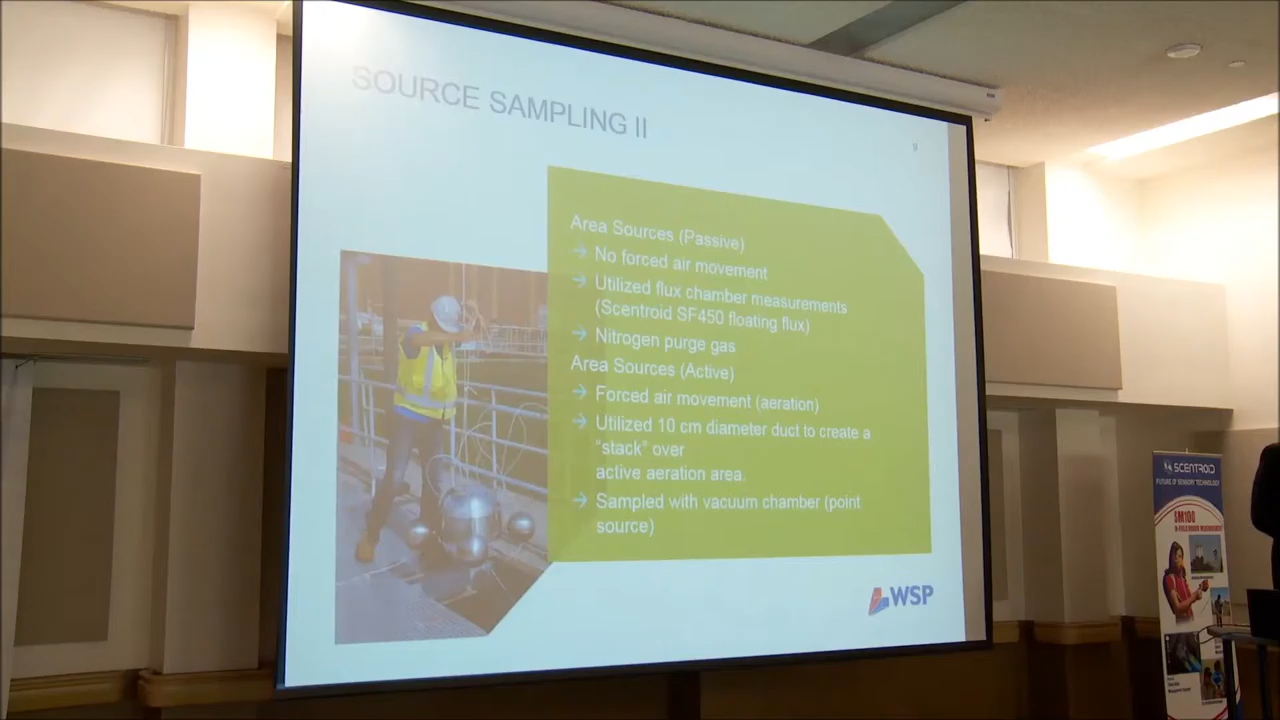 SOURCE SAMPLING II
9
Area Sources (Passive)
→ No forced air movement
→ Utilized flux chamber measurements
(Scentroid SF450 floating flux)
→ Nitrogen purge gas
Area Sources (Active)
→ Forced air movement (aeration)
→ Utilized 10 cm diameter duct to create a
“stack” over
active aeration area.
→ Sampled with vacuum chamber (point
source)
WSP
SCENTROID
FUTURE OF SENSORY TECHNOLOGY
SM100